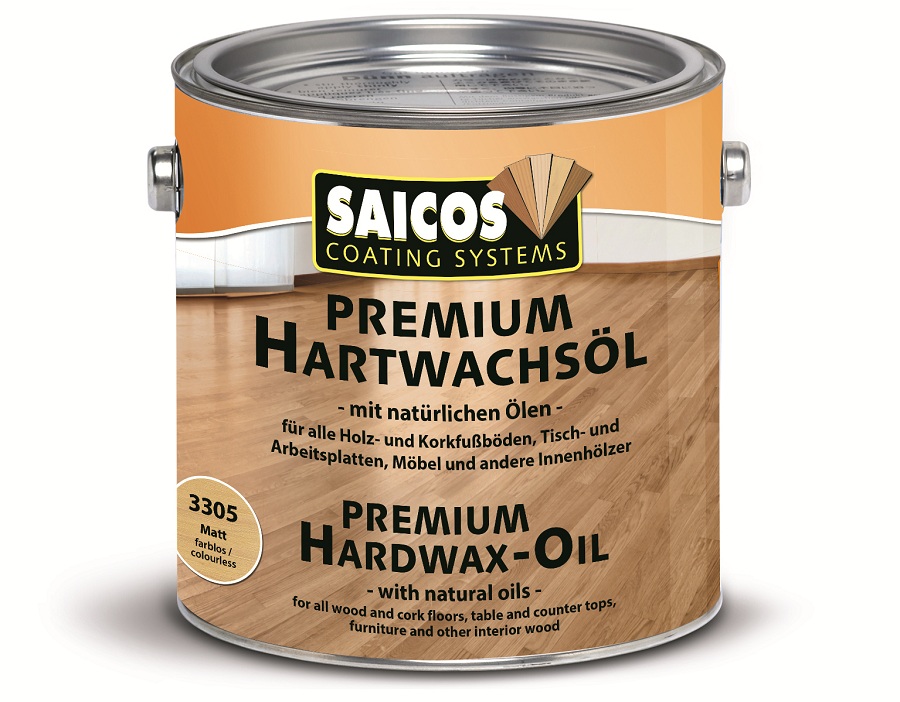 Dünn auftragen
SAICOS
COATING SYSTEMS
PREMIUM
HARTWACHSÖL
- mit natürlichen Ölen -
für alle Holz- und Korkfußböden, Tisch- und
Arbeitsplatten, Möbel und andere Innenhölzer
3305
Matt
farblos /
colourless
PREMIUM
HARDWAX-OIL
- with natural oils -
for all wood and cork floors, table and counter tops,
furniture and other interior wood